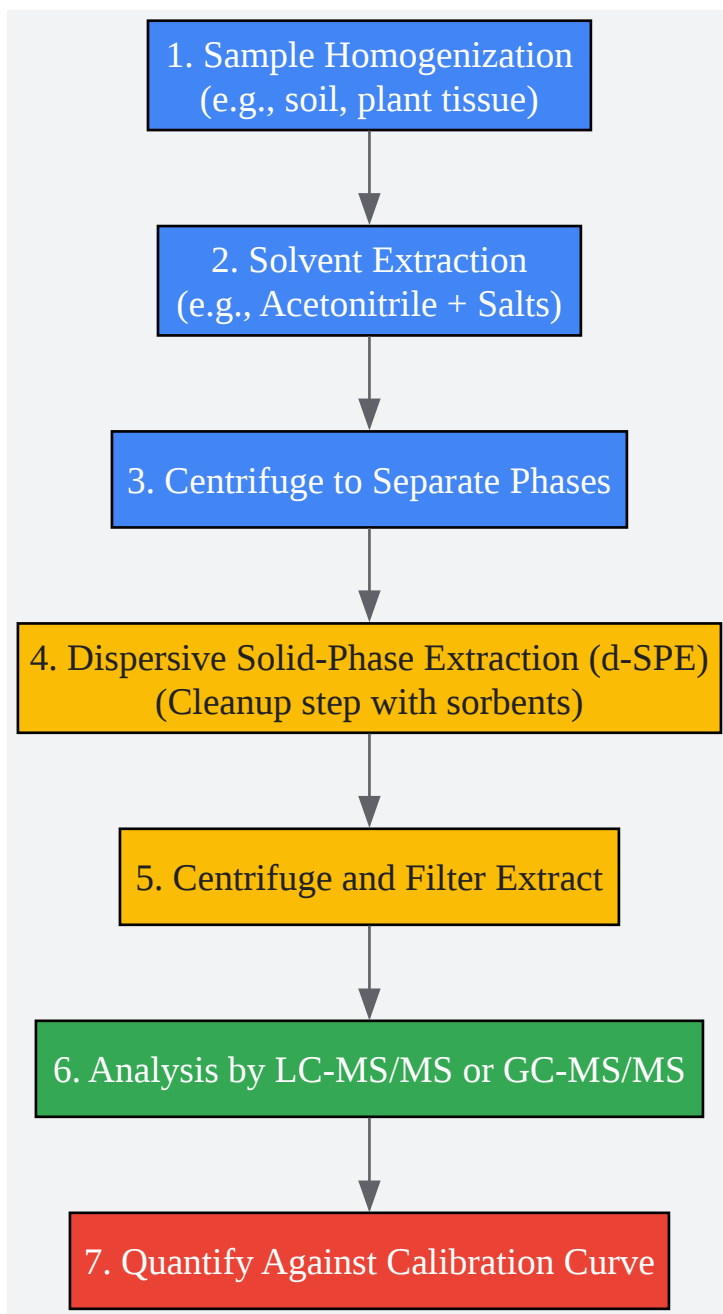 1. Sample Homogenization
(e.g., soil, plant tissue)
2. Solvent Extraction
(e.g., Acetonitrile + Salts)
3. Centrifuge to Separate Phases
4. Dispersive Solid-Phase Extraction (d-SPE)
(Cleanup step with sorbents)
5. Centrifuge and Filter Extract
6. Analysis by LC-MS/MS or GC-MS/MS
7. Quantify Against Calibration Curve